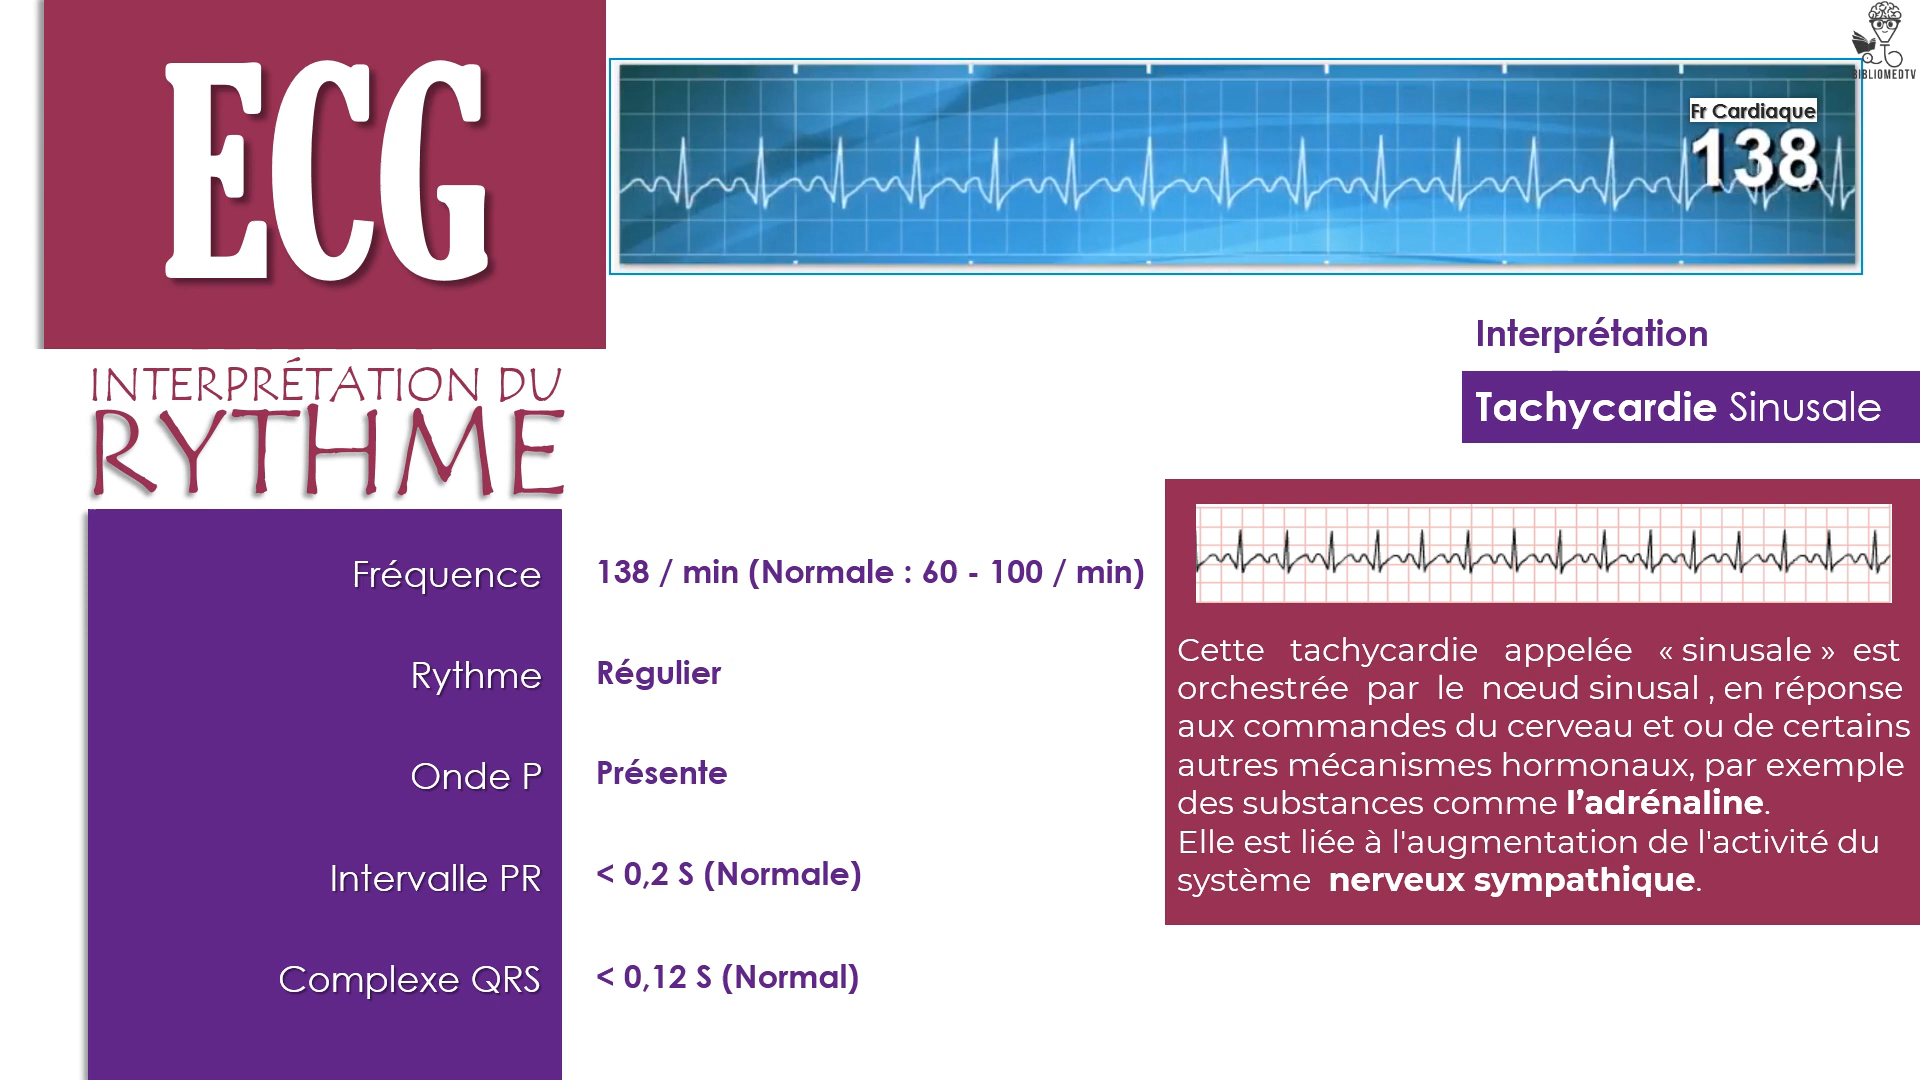 ECG
BIBLIOMEDTV
Fr Cardiaque
138
INTERPRÉTATION DU
RYTHME
Interprétation
Tachycardie Sinusale
Fréquence
138 / min (Normale : 60 - 100 / min)
Rythme
Régulier
Onde P
Présente
Intervalle PR
< 0,2 S (Normale)
Complexe QRS
< 0,12 S (Normal)
Cette tachycardie appelée « sinusale » est
orchestrée par le nœud sinusal , en réponse
aux commandes du cerveau et ou de certains
autres mécanismes hormonaux, par exemple
des substances comme l’adrénaline.
Elle est liée à l'augmentation de l'activité du
système nerveux sympathique.